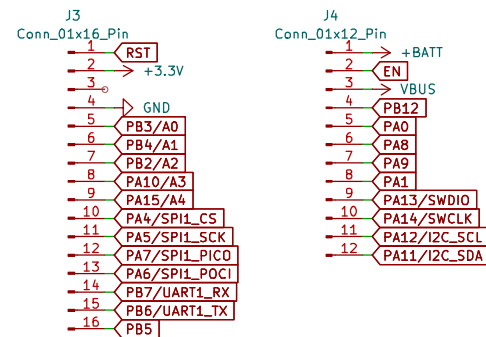 J3
Conn_01x16_Pin
1 RST
2 +3.3V
3
4 GND
5 PB3/A0
6 PB4/A1
7 PB2/A2
8 PA10/A3
9 PA15/A4
10 PA4/SPI1_CS
11 PA5/SPI1_SCK
12 PA7/SPI1_PICO
13 PA6/SPI1_POCI
14 PB7/UART1_RX
15 PB6/UART1_TX
16 PB5
J4
Conn_01x12_Pin
1 +BATT
2 EN
3 VBUS
4 PB12
5 PA0
6 PA8
7 PA9
8 PA1
9 PA13/SWDIO
10 PA14/SWCLK
11 PA12/I2C_SCL
12 PA11/I2C_SDA